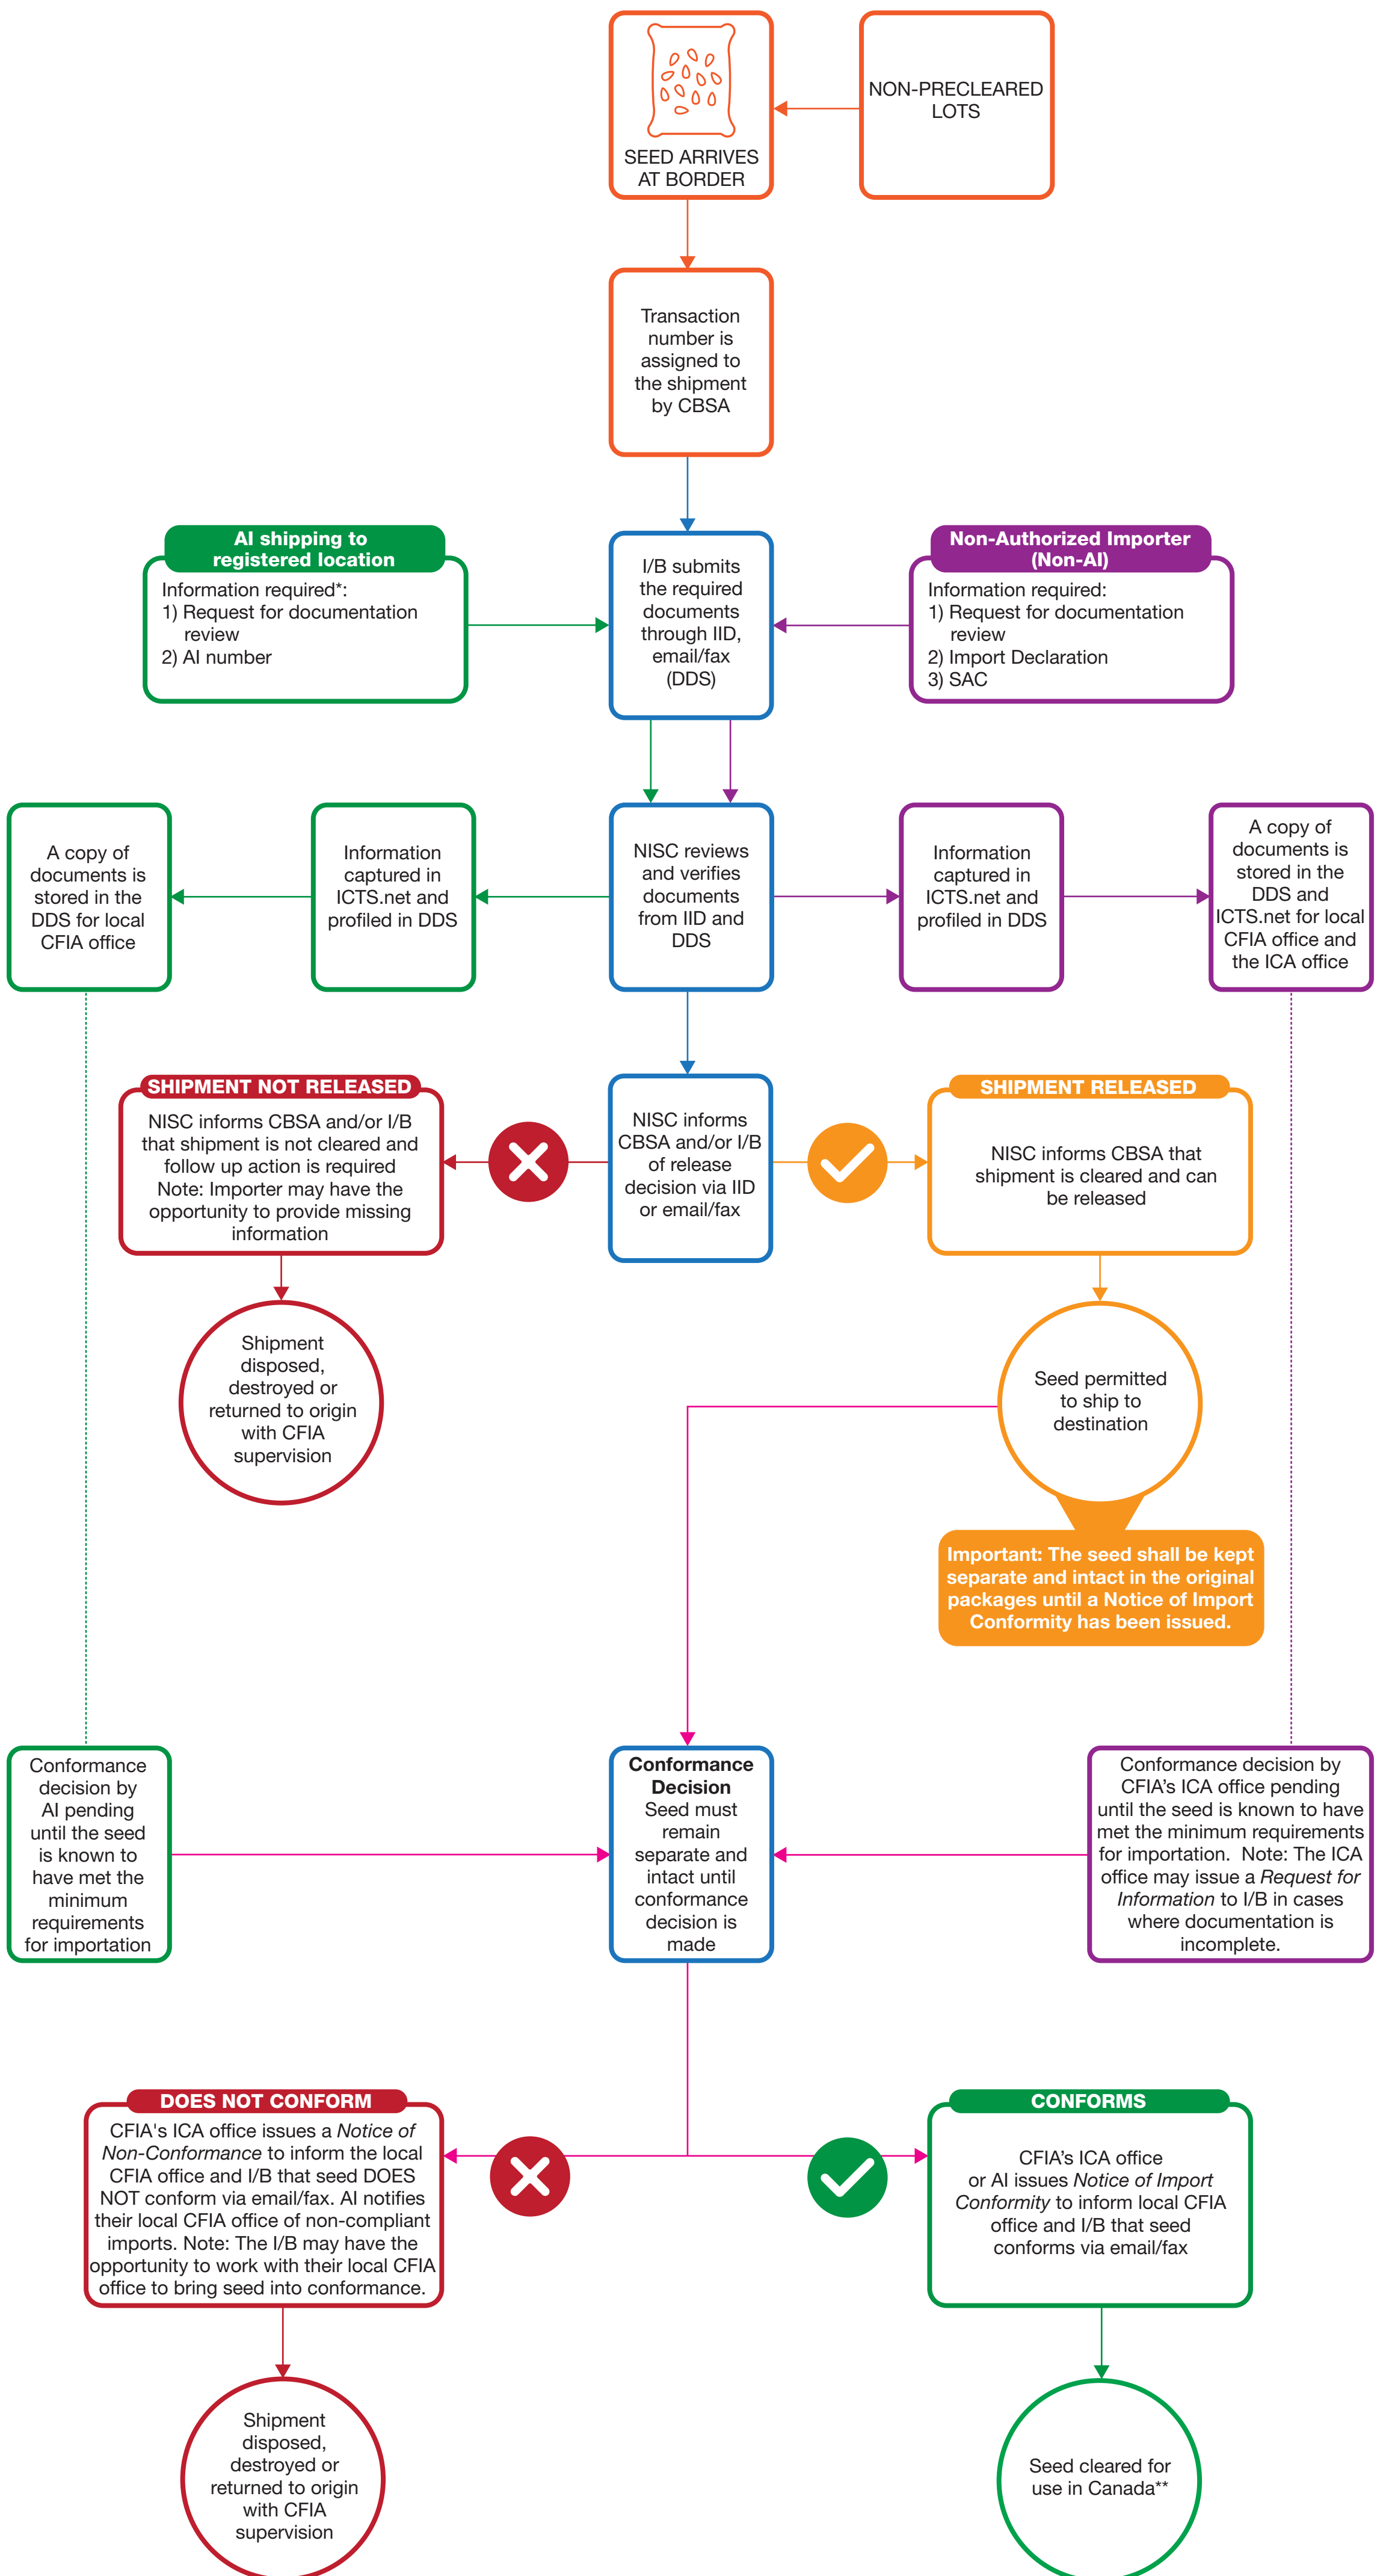 SEED ARRIVES
AT BORDER
NON-PRECLEARED
LOTS
Transaction
number is
assigned to
the shipment
by CBSA
AI shipping to
registered location
Information required*:
1) Request for documentation
review
2) AI number
I/B submits
the required
documents
through IID,
email/fax
(DDS)
Non-Authorized Importer
(Non-AI)
Information required:
1) Request for documentation
review
2) Import Declaration
3) SAC
A copy of
documents is
stored in the
DDS for local
CFIA office
Information
captured in
ICTS.net and
profiled in DDS
NISC reviews
and verifies
documents
from IID and
DDS
Information
captured in
ICTS.net and
profiled in DDS
A copy of
documents is
stored in the
DDS and
ICTS.net for local
CFIA office and
the ICA office
SHIPMENT NOT RELEASED
NISC informs CBSA and/or I/B
that shipment is not cleared and
follow up action is required
Note: Importer may have the
opportunity to provide missing
information
NISC informs
CBSA and/or I/B
of release
decision via IID
or email/fax
SHIPMENT RELEASED
NISC informs CBSA that
shipment is cleared and can
be released
Shipment
disposed,
destroyed or
returned to origin
with CFIA
supervision
Seed permitted
to ship to
destination
Important: The seed shall be kept
separate and intact in the original
packages until a Notice of Import
Conformity has been issued.
Conformance
decision by
AI pending
until the seed
is known to
have met the
minimum
requirements
for importation
Conformance
Decision
Seed must
remain
separate and
intact until
conformance
decision is
made
Conformance decision by
CFIA’s ICA office pending
until the seed is known to have
met the minimum requirements
for importation. Note: The ICA
office may issue a Request for
Information to I/B in cases
where documentation is
incomplete.
DOES NOT CONFORM
CFIA's ICA office issues a Notice of
Non-Conformance to inform the local
CFIA office and I/B that seed DOES
NOT conform via email/fax. AI notifies
their local CFIA office of non-compliant
imports. Note: The I/B may have the
opportunity to work with their local CFIA
office to bring seed into conformance.
CONFORMS
CFIA’s ICA office
or AI issues Notice of Import
Conformity to inform local CFIA
office and I/B that seed
conforms via email/fax
Shipment
disposed,
destroyed or
returned to origin
with CFIA
supervision
Seed cleared for
use in Canada**